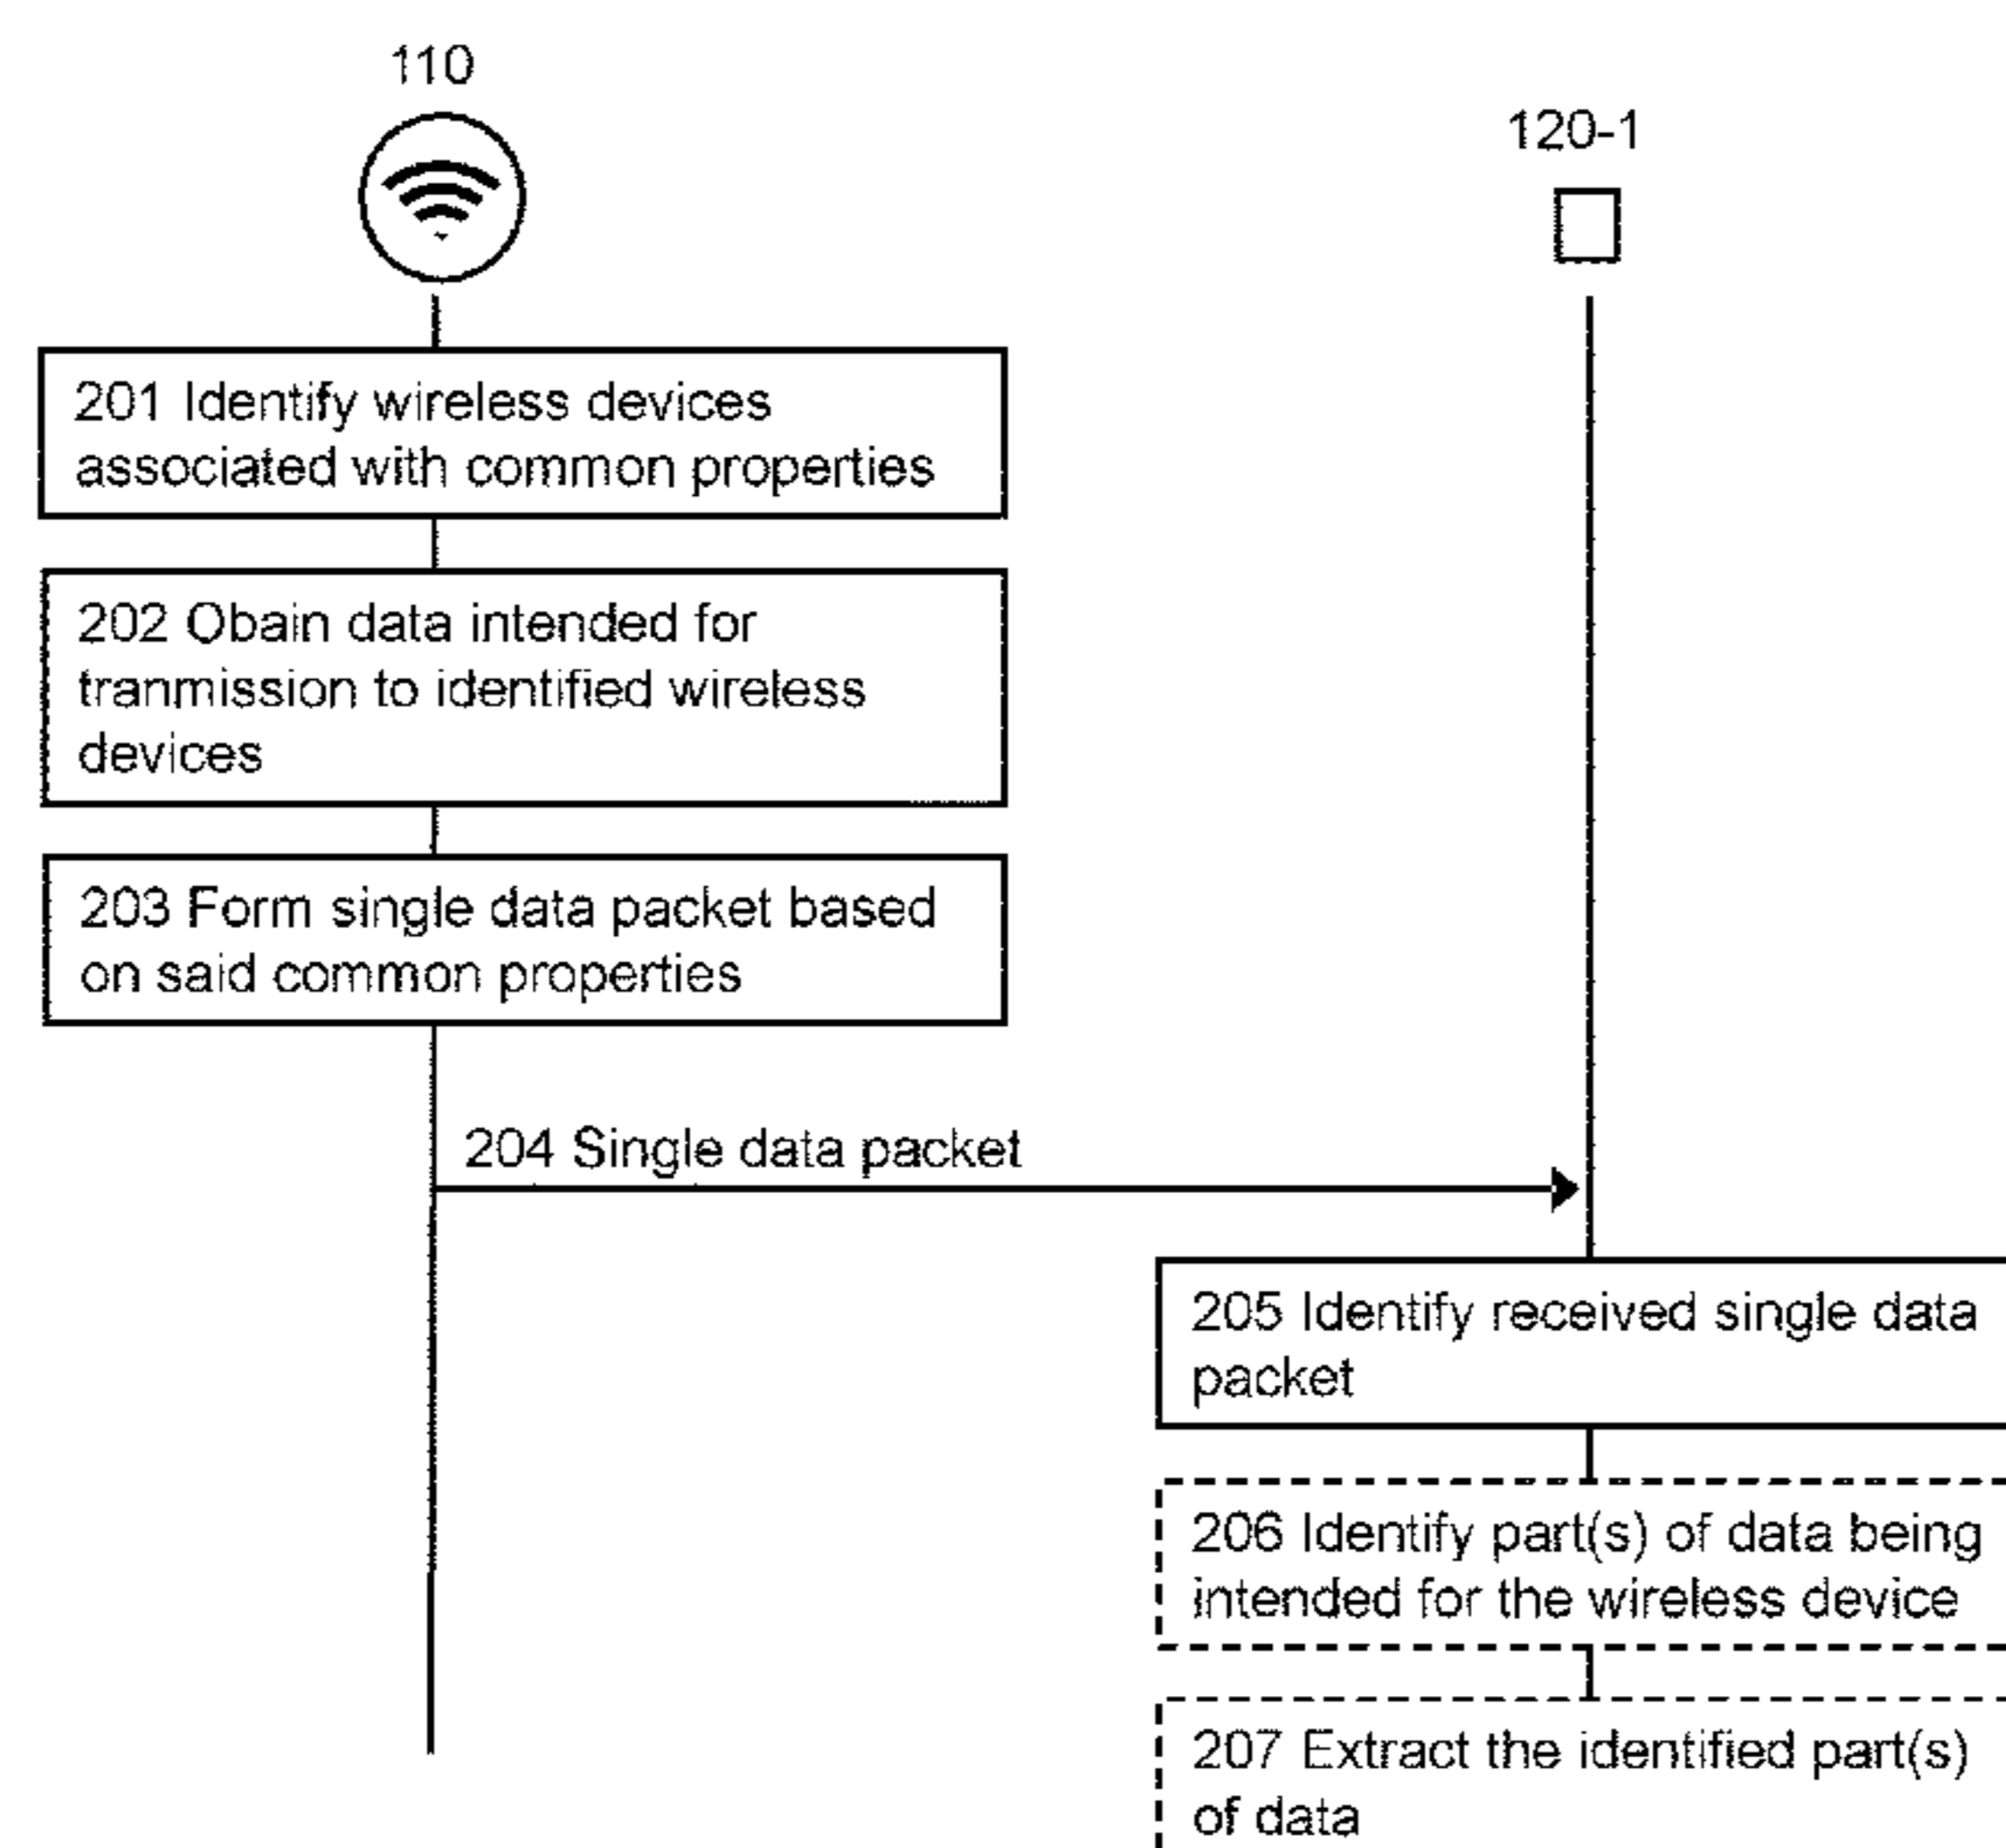 110
120-1
201 Identify wireless devices
associated with common properties
202 Obain data intended for
tranmission to identified wireless
devices
203 Form single data packet based
on said common properties
204 Single data packet
205 Identify received single data
packet
206 Identify part(s) of data being
intended for the wireless device
207 Extract the identified part(s)
of data